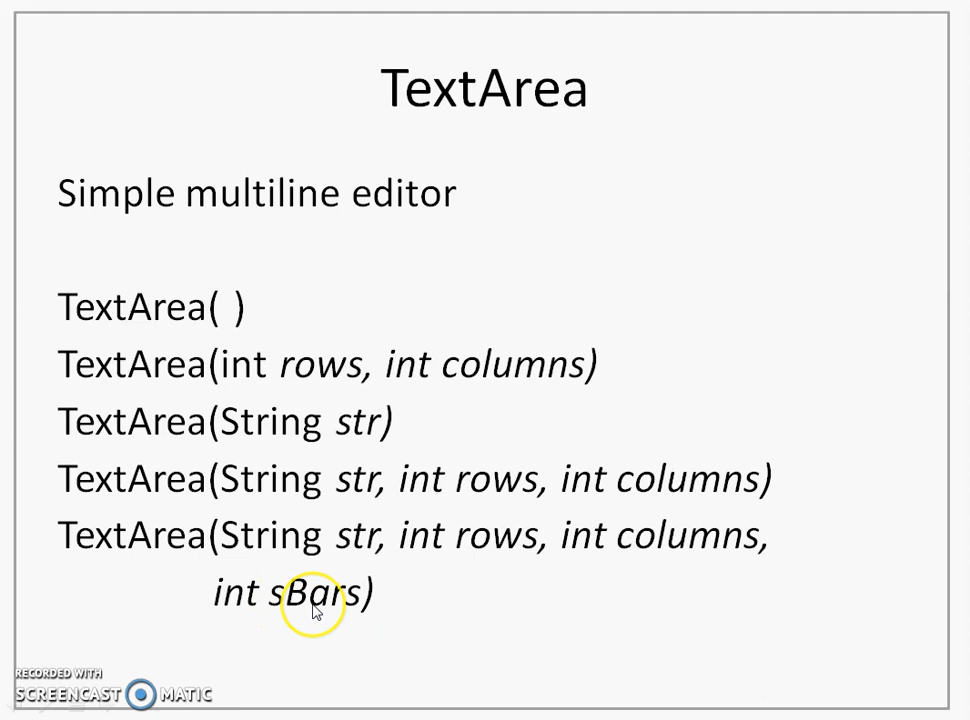 TextArea
Simple multiline editor
TextArea( )
TextArea(int rows, int columns)
TextArea(String str)
TextArea(String str, int rows, int columns)
TextArea(String str, int rows, int columns,
int sBars)
RECORDED WITH
SCREENCAST MATIC